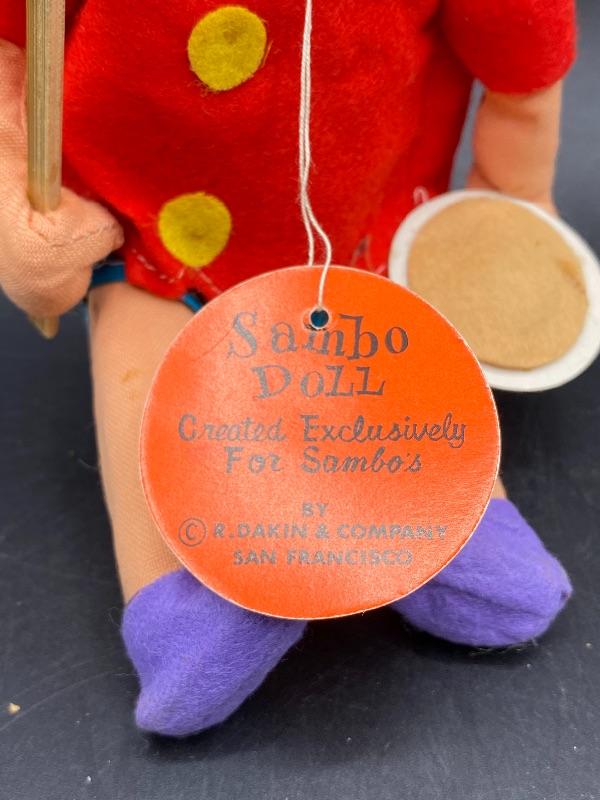 Sambo
Doll
Created Exclusively
For Sambo's
BY
© R. DAKIN & COMPANY
SAN FRANCISCO